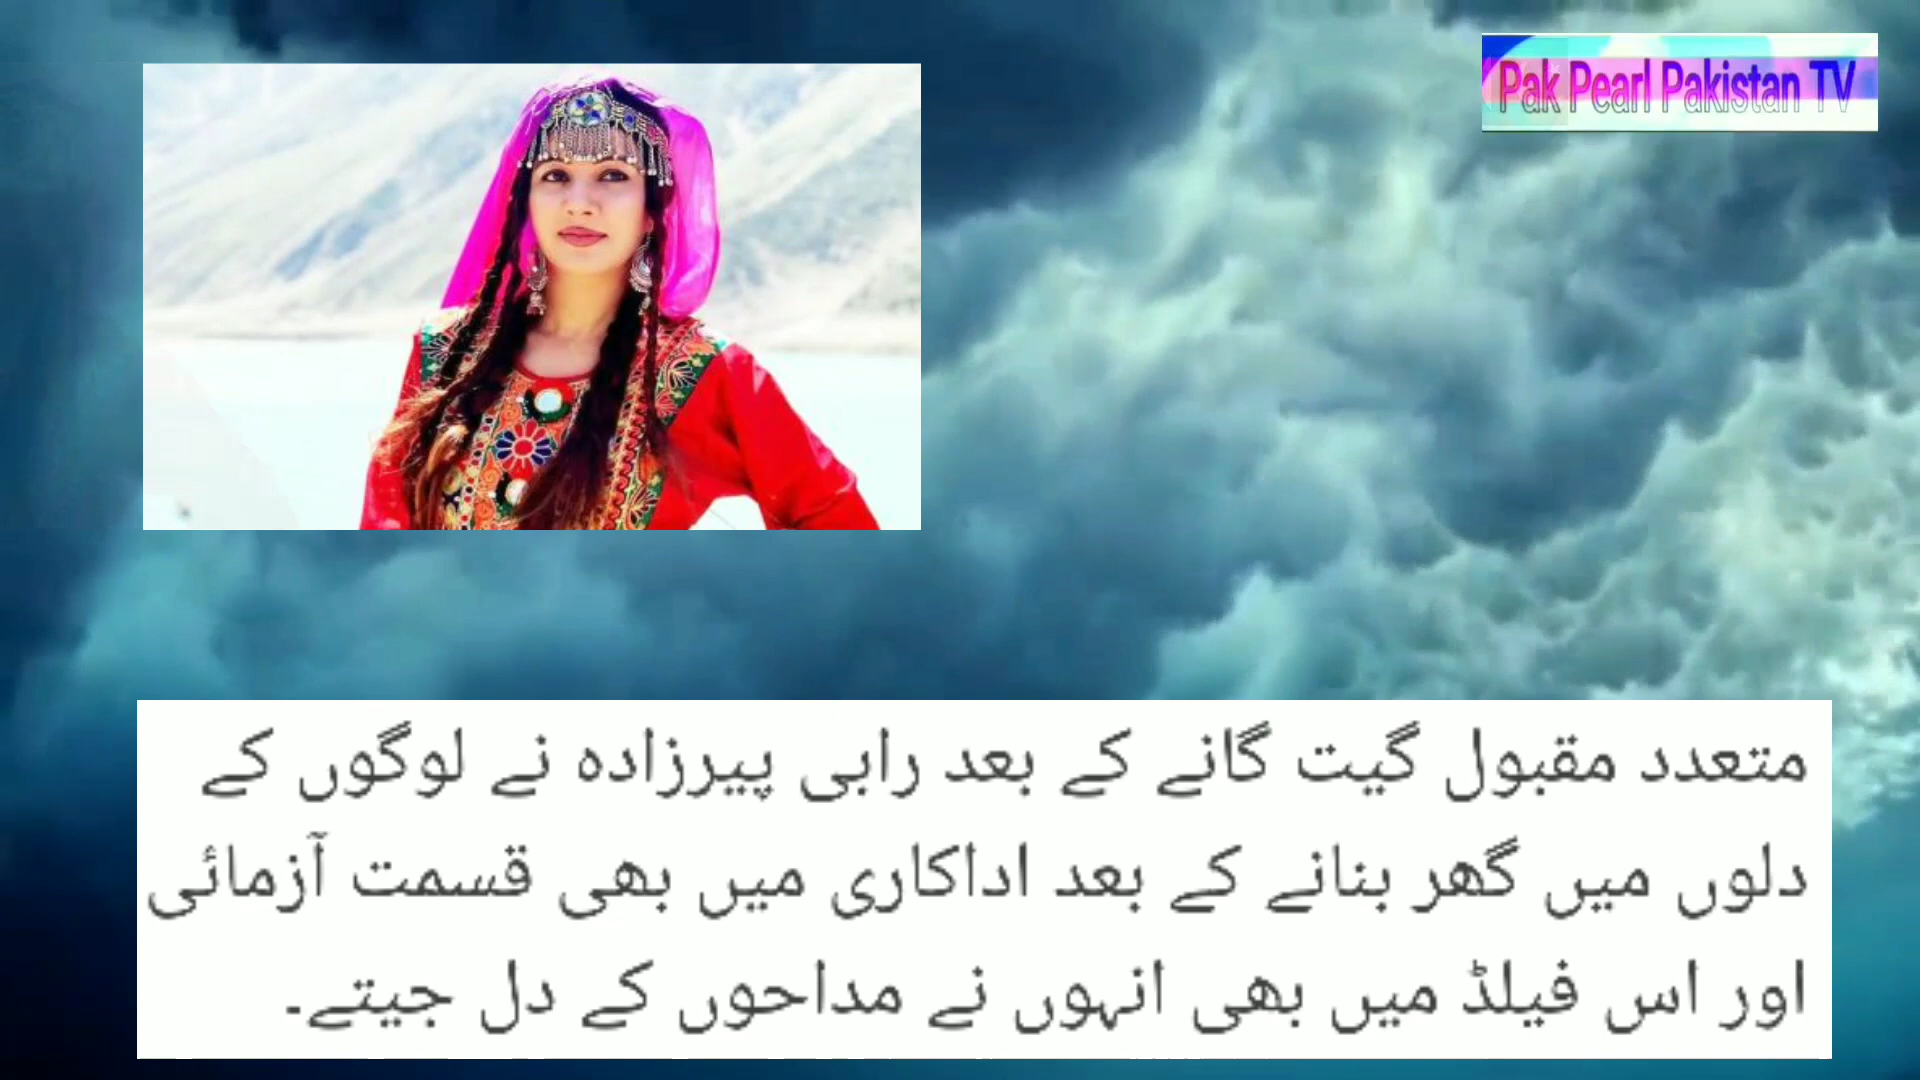 Pak Pearl Pakistan TV
متعدد مقبول گیت گانے کے بعد رابی پیرزادہ نے لوگوں کے
دلوں میں گھر بنانے کے بعد اداکاری میں بھی قسمت آزمائی
اور اس فیلڈ میں بھی انہوں نے مداحوں کے دل جیتے۔